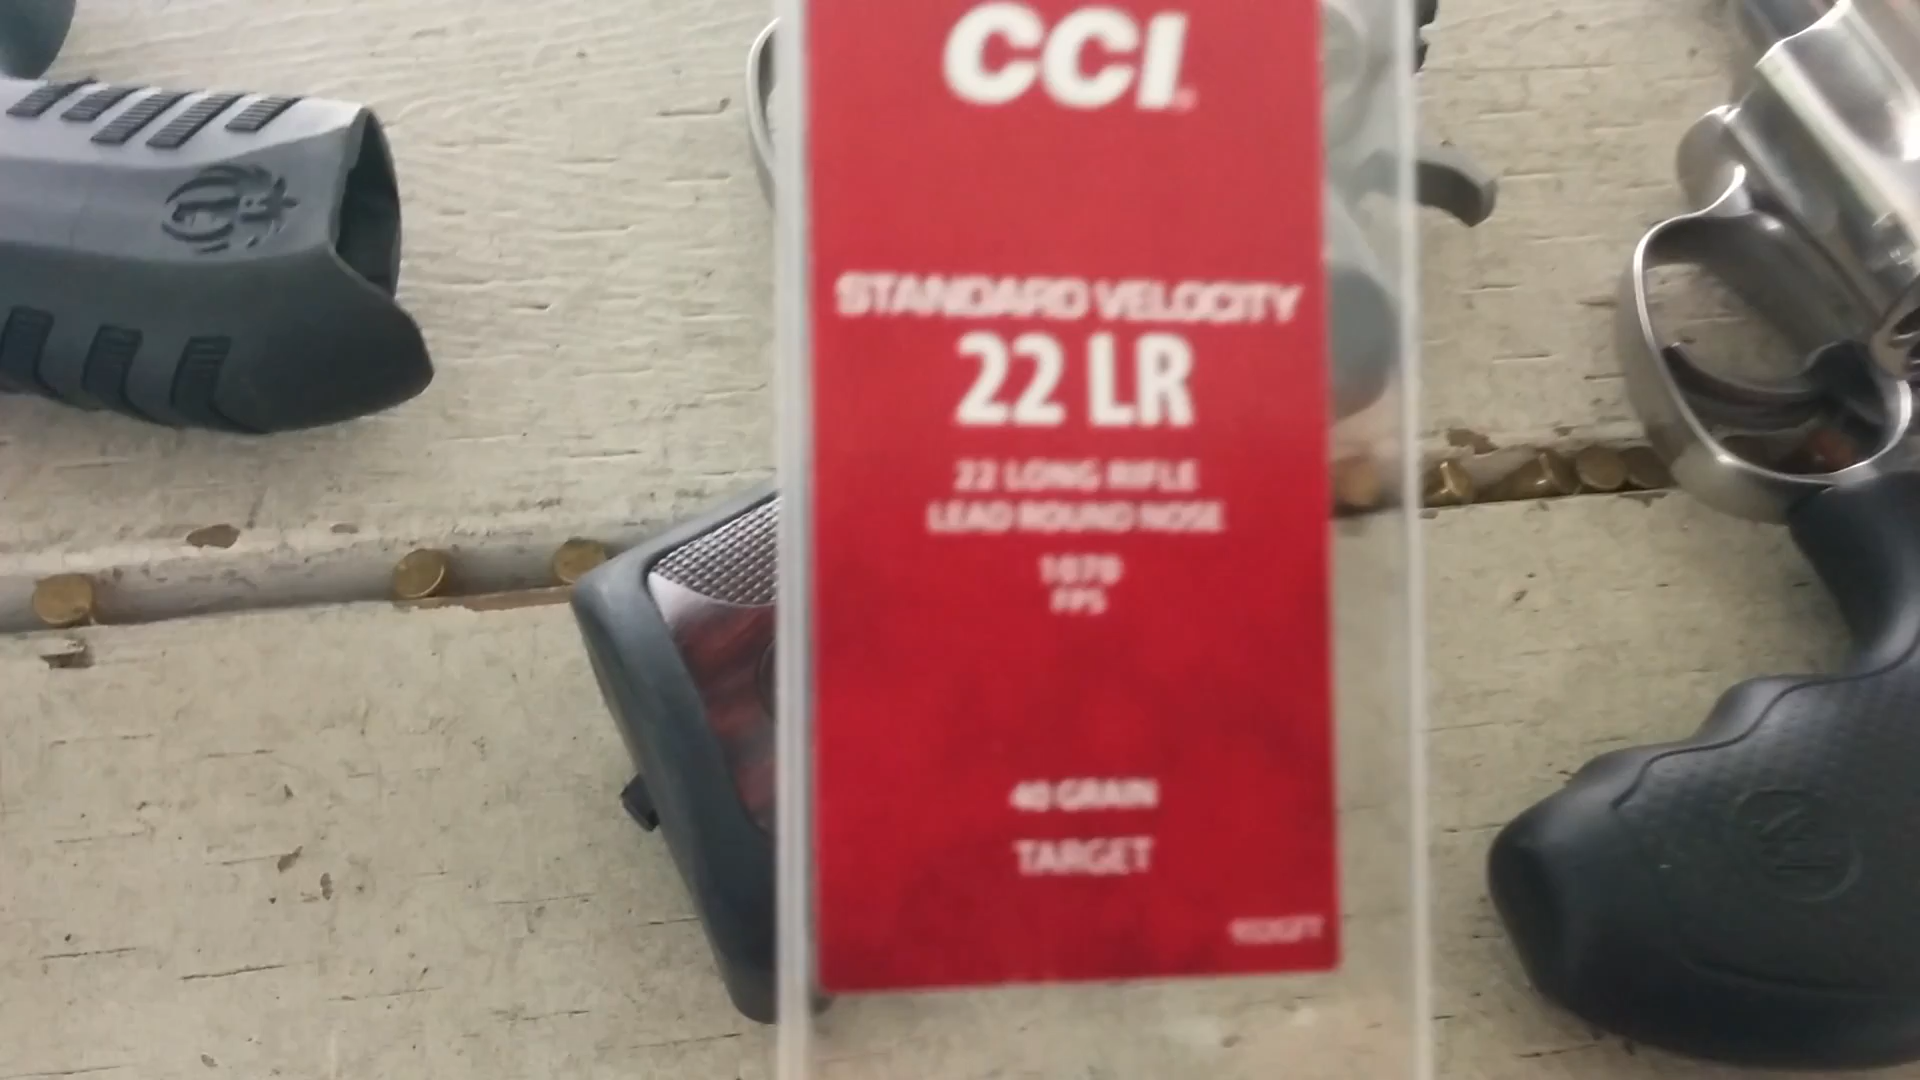 CCI
STANDARD VELOCITY
22 LR
22 LONG RIFLE
LEAD ROUND NOSE
1070
FPS
40 GRAIN
TARGET